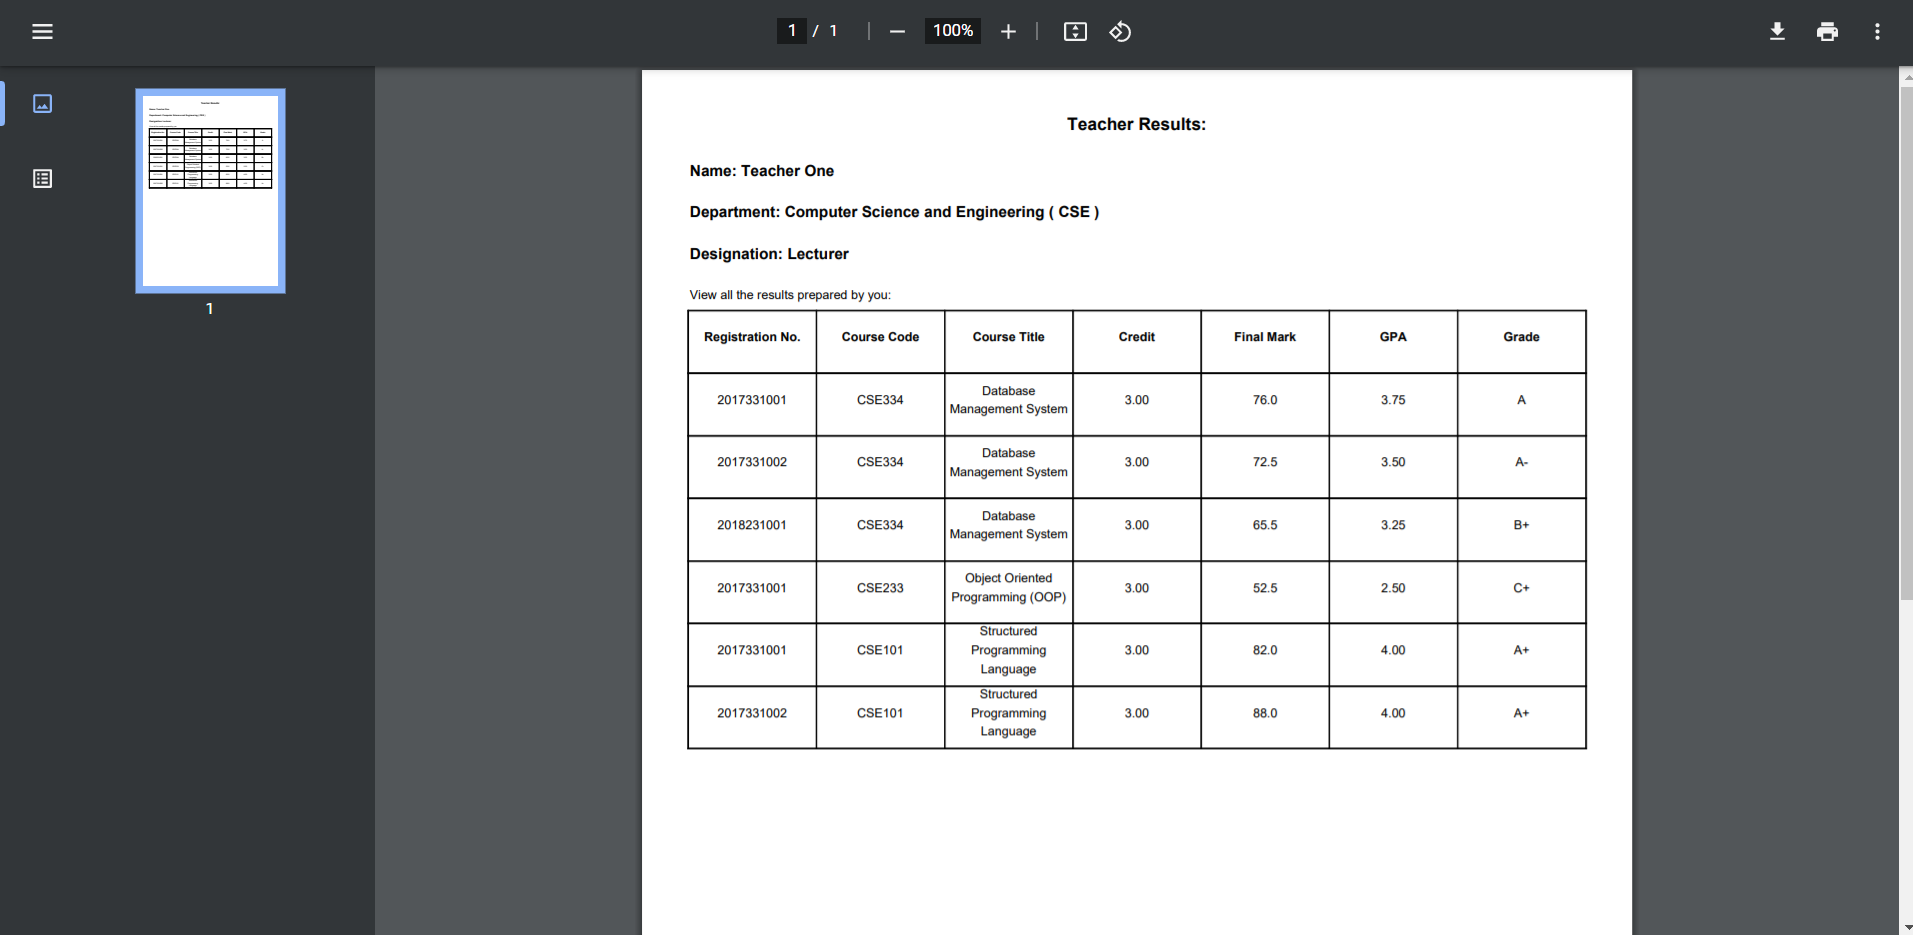 1 / 1
100%
1
Teacher Results:
Name: Teacher One
Department: Computer Science and Engineering ( CSE )
Designation: Lecturer
View all the results prepared by you:
Registration No. Course Code Course Title Credit Final Mark GPA Grade
2017331001 CSE334 Database Management System 3.00 76.0 3.75 A
2017331002 CSE334 Database Management System 3.00 72.5 3.50 A-
2018231001 CSE334 Database Management System 3.00 65.5 3.25 B+
2017331001 CSE233 Object Oriented Programming (OOP) 3.00 52.5 2.50 C+
2017331001 CSE101 Structured Programming Language 3.00 82.0 4.00 A+
2017331002 CSE101 Structured Programming Language 3.00 88.0 4.00 A+